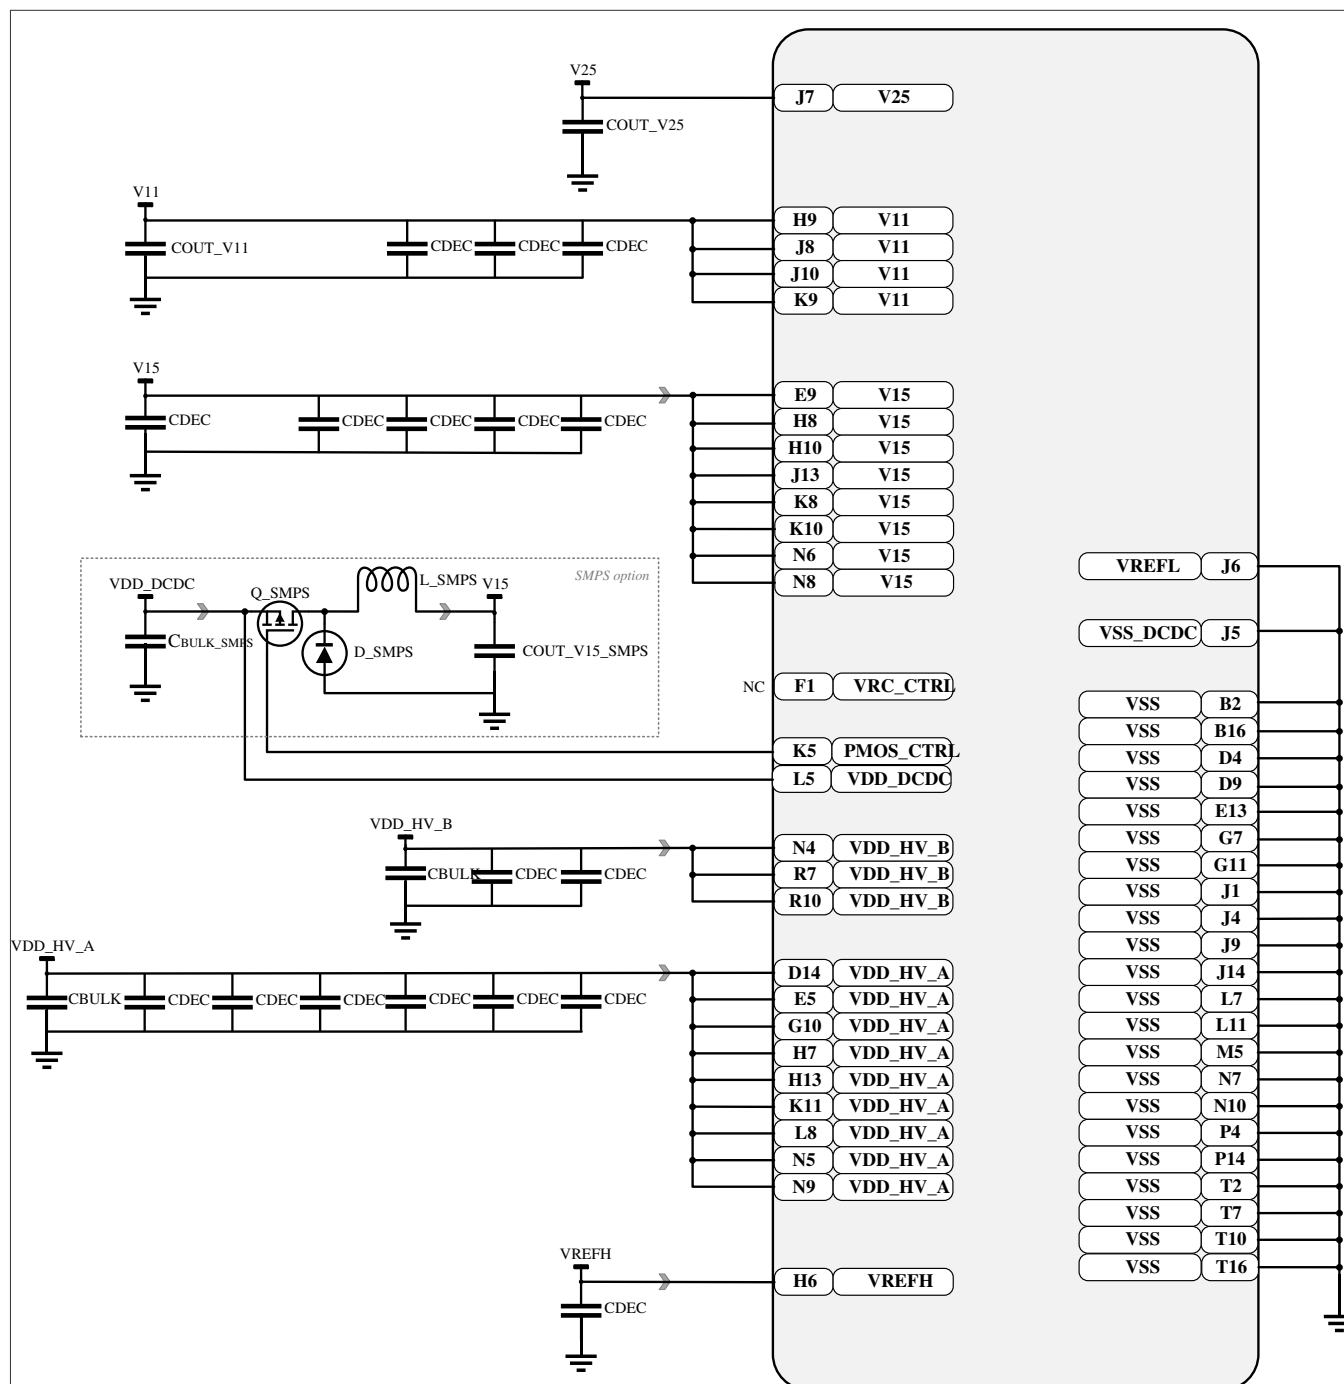 V25
J7 V25
COUT_V25
V11
H9 V11
COUT_V11 CDEC CDEC CDEC
J8 V11
J10 V11
K9 V11
V15
E9 V15
CDEC CDEC CDEC CDEC CDEC
H8 V15
H10 V15
J13 V15
K8 V15
K10 V15
N6 V15
N8 V15
VREFL J6
SMPS option
VDD_DCDC Q_SMPS L_SMPS V15
CBULK_SMPS D_SMPS COUT_V15_SMPS
VSS_DCDC J5
NC F1 VRC_CTRL
VSS B2
VSS B16
K5 PMOS_CTRL
VSS D4
L5 VDD_DCDC
VSS D9
VSS E13
VDD_HV_B
VSS G7
N4 VDD_HV_B
VSS G11
CBULK CDEC CDEC
R7 VDD_HV_B
VSS J1
R10 VDD_HV_B
VSS J4
VDD_HV_A
VSS J9
D14 VDD_HV_A
VSS J14
CBULK CDEC CDEC CDEC CDEC CDEC CDEC
E5 VDD_HV_A
VSS L7
G10 VDD_HV_A
VSS L11
H7 VDD_HV_A
VSS M5
H13 VDD_HV_A
VSS N7
K11 VDD_HV_A
VSS N10
L8 VDD_HV_A
VSS P4
N5 VDD_HV_A
VSS P14
N9 VDD_HV_A
VSS T2
VSS T7
VSS T10
VREFH
VSS T16
H6 VREFH
CDEC